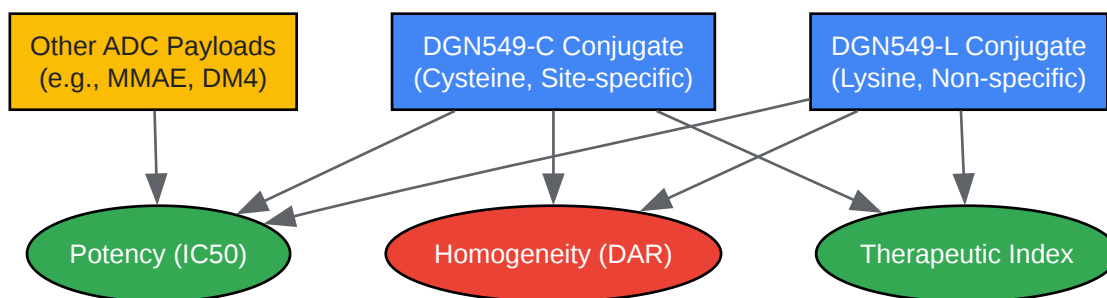 Other ADC Payloads
(e.g., MMAE, DM4)
DGN549-C Conjugate
(Cysteine, Site-specific)
DGN549-L Conjugate
(Lysine, Non-specific)
Potency (IC50)
Homogeneity (DAR)
Therapeutic Index